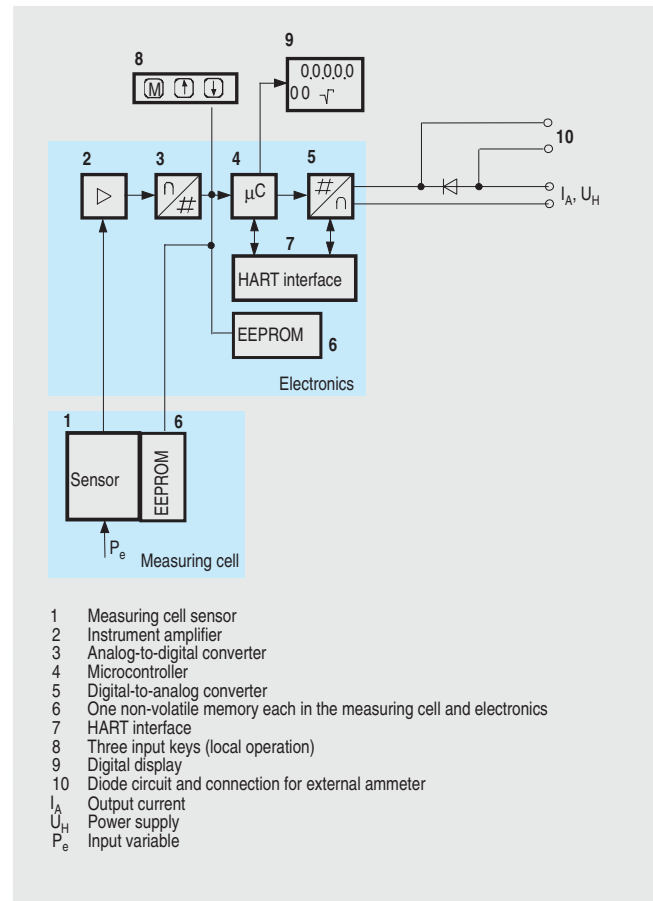 8
9
M ↑ ↓
0.0.0.0.0
00 √
10
2
3
4
5
∩
#
µC
#
∩
I_A, U_H
7
HART interface
EEPROM
6
Electronics
1
6
Sensor
EEPROM
P_e
Measuring cell
1 Measuring cell sensor
2 Instrument amplifier
3 Analog-to-digital converter
4 Microcontroller
5 Digital-to-analog converter
6 One non-volatile memory each in the measuring cell and electronics
7 HART interface
8 Three input keys (local operation)
9 Digital display
10 Diode circuit and connection for external ammeter
I_A Output current
U_H Power supply
P_e Input variable